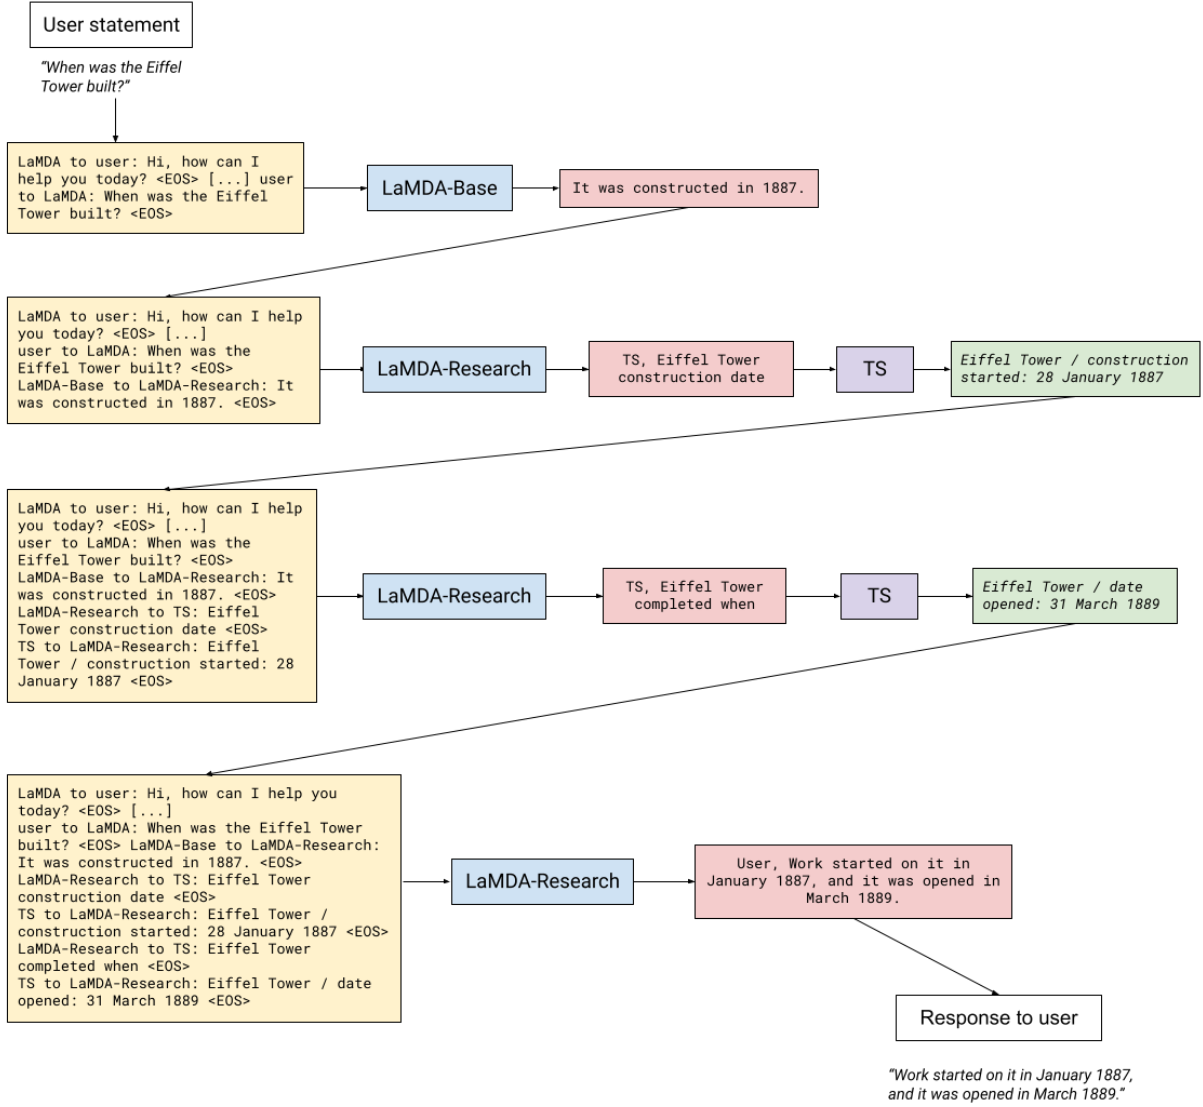 User statement
"When was the Eiffel
Tower built?"
LaMDA to user: Hi, how can I
help you today? <EOS> [...] user
to LaMDA: When was the Eiffel
Tower built? <EOS>
LaMDA-Base
It was constructed in 1887.
LaMDA to user: Hi, how can I help
you today? <EOS> [...]
user to LaMDA: When was the
Eiffel Tower built? <EOS>
LaMDA-Base to LaMDA-Research: It
was constructed in 1887. <EOS>
LaMDA-Research
TS, Eiffel Tower
construction date
TS
Eiffel Tower / construction
started: 28 January 1887
LaMDA to user: Hi, how can I help
you today? <EOS> [...]
user to LaMDA: When was the
Eiffel Tower built? <EOS>
LaMDA-Base to LaMDA-Research: It
was constructed in 1887. <EOS>
LaMDA-Research to TS: Eiffel
Tower construction date <EOS>
TS to LaMDA-Research: Eiffel
Tower / construction started: 28
January 1887 <EOS>
LaMDA-Research
TS, Eiffel Tower
completed when
TS
Eiffel Tower / date
opened: 31 March 1889
LaMDA to user: Hi, how can I help you
today? <EOS> [...]
user to LaMDA: When was the Eiffel Tower
built? <EOS> LaMDA-Base to LaMDA-Research:
It was constructed in 1887. <EOS>
LaMDA-Research to TS: Eiffel Tower
construction date <EOS>
TS to LaMDA-Research: Eiffel Tower /
construction started: 28 January 1887 <EOS>
LaMDA-Research to TS: Eiffel Tower
completed when <EOS>
TS to LaMDA-Research: Eiffel Tower / date
opened: 31 March 1889 <EOS>
LaMDA-Research
User, Work started on it in
January 1887, and it was opened in
March 1889.
Response to user
"Work started on it in January 1887,
and it was opened in March 1889."